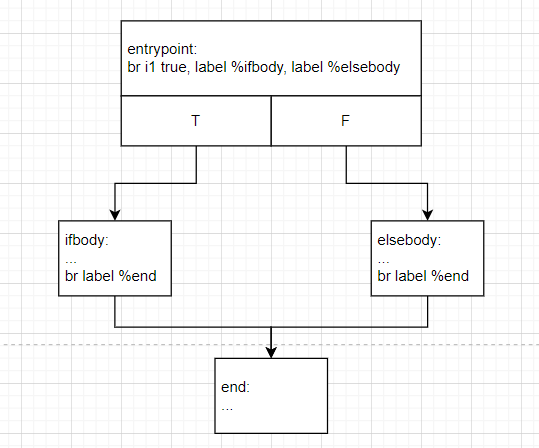 entrypoint:
br i1 true, label %ifbody, label %elsebody
T
F
ifbody:
...
br label %end
elsebody:
...
br label %end
end:
...